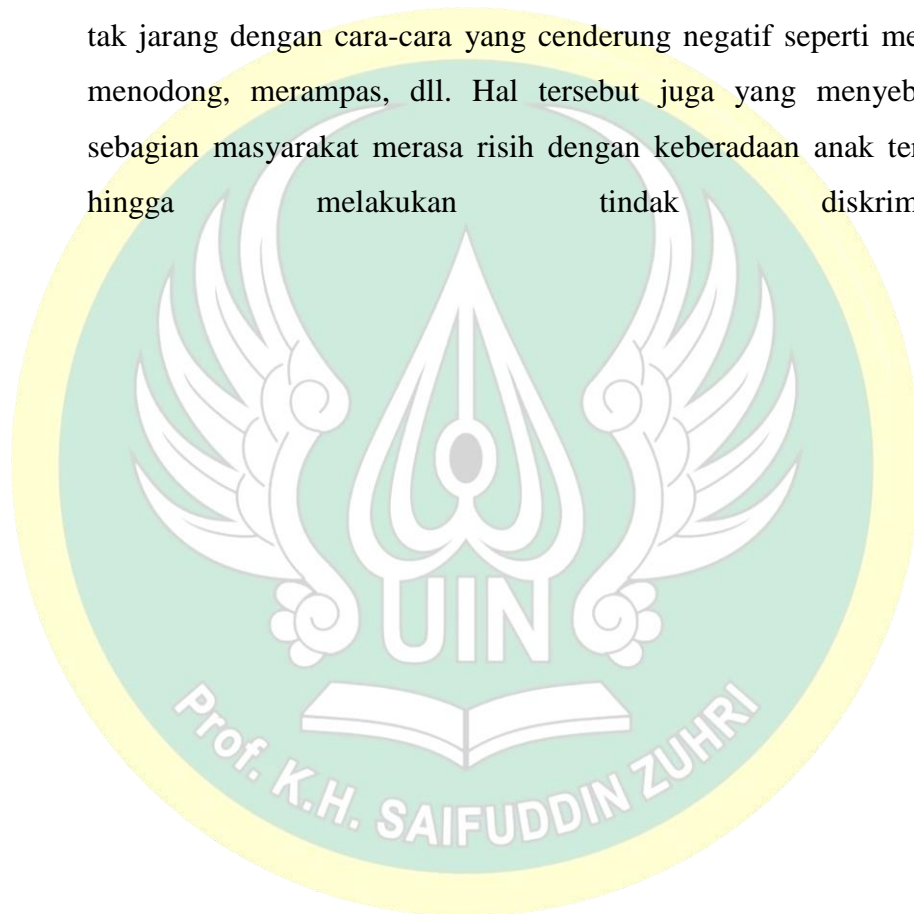 tak jarang dengan cara-cara yang cenderung negatif seperti me
menodong, merampas, dll. Hal tersebut juga yang menyeb
sebagian masyarakat merasa risih dengan keberadaan anak ter
hingga melakukan tindak diskrim
UIN
Prof. K.H. SAIFUDDIN ZUHRI